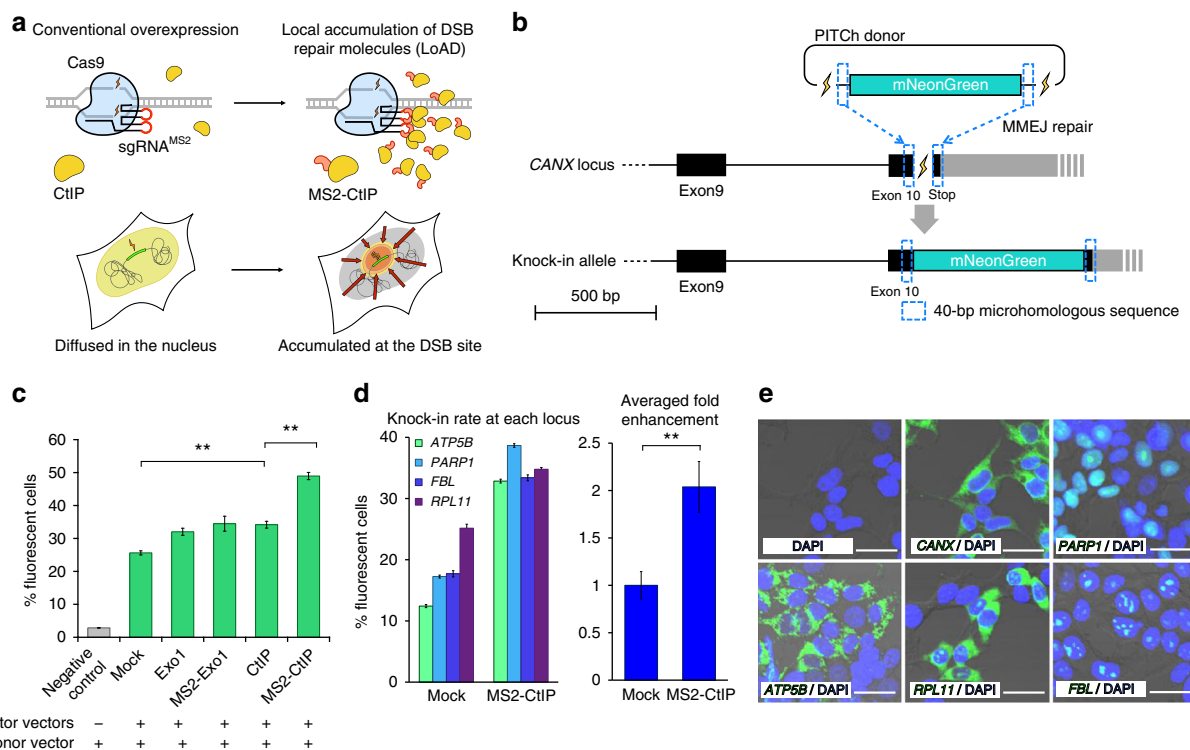 a
Conventional overexpression
Local accumulation of DSB
repair molecules (LoAD)
Cas9
sgRNA^MS2
CtIP
MS2-CtIP
Diffused in the nucleus
Accumulated at the DSB site
b
PITCh donor
mNeonGreen
MMEJ repair
CANX locus
Exon9
Exon 10
Stop
Knock-in allele
mNeonGreen
Exon9
Exon 10
500 bp
40-bp microhomologous sequence
c
% fluorescent cells
60
50
40
30
20
10
0
**
**
Negative
control
Mock
Exo1
MS2-Exo1
CtIP
MS2-CtIP
tor vectors – + + + + +
onor vector + + + + + +
d
Knock-in rate at each locus
% fluorescent cells
40
30
20
10
0
ATP5B
PARP1
FBL
RPL11
Mock
MS2-CtIP
Averaged fold
enhancement
2.5
2
1.5
1
0.5
0
**
Mock
MS2-CtIP
e
DAPI
CANX / DAPI
PARP1 / DAPI
ATP5B / DAPI
RPL11 / DAPI
FBL / DAPI